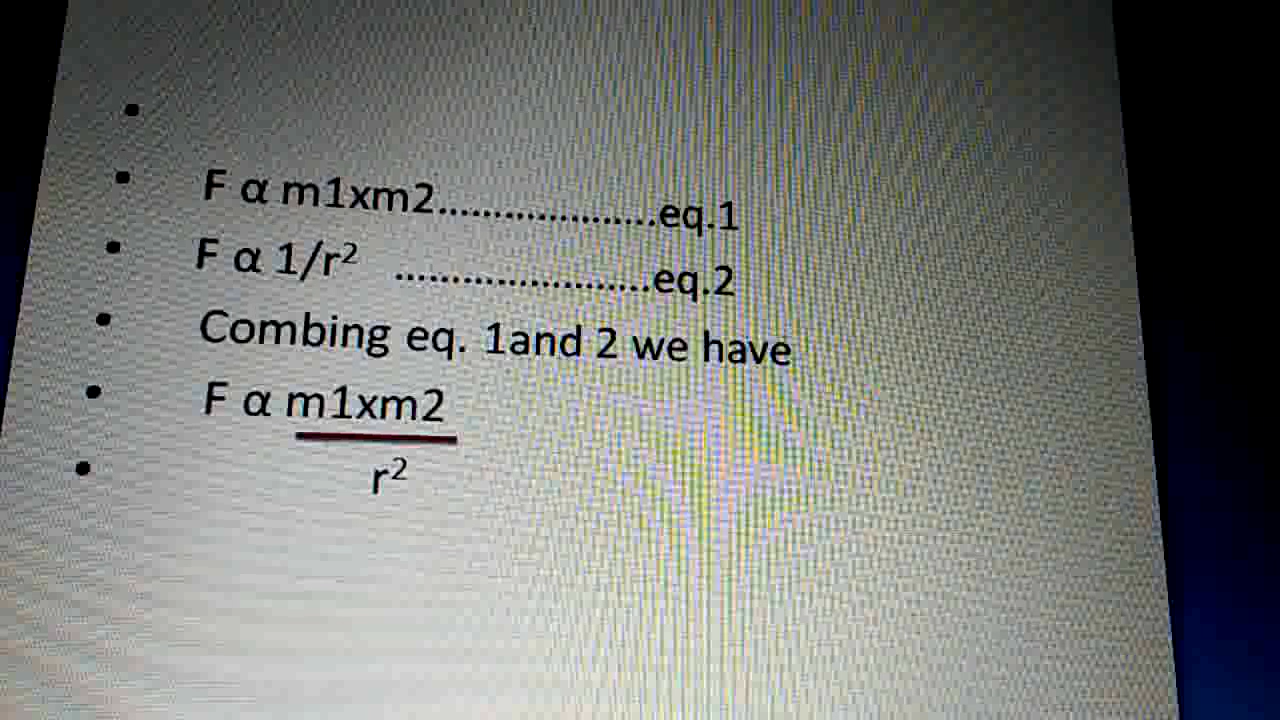 • 
• F α m1xm2....................eq.1
• F α 1/r² .......................eq.2
• Combing eq. 1and 2 we have
• F α m1xm2
• r²